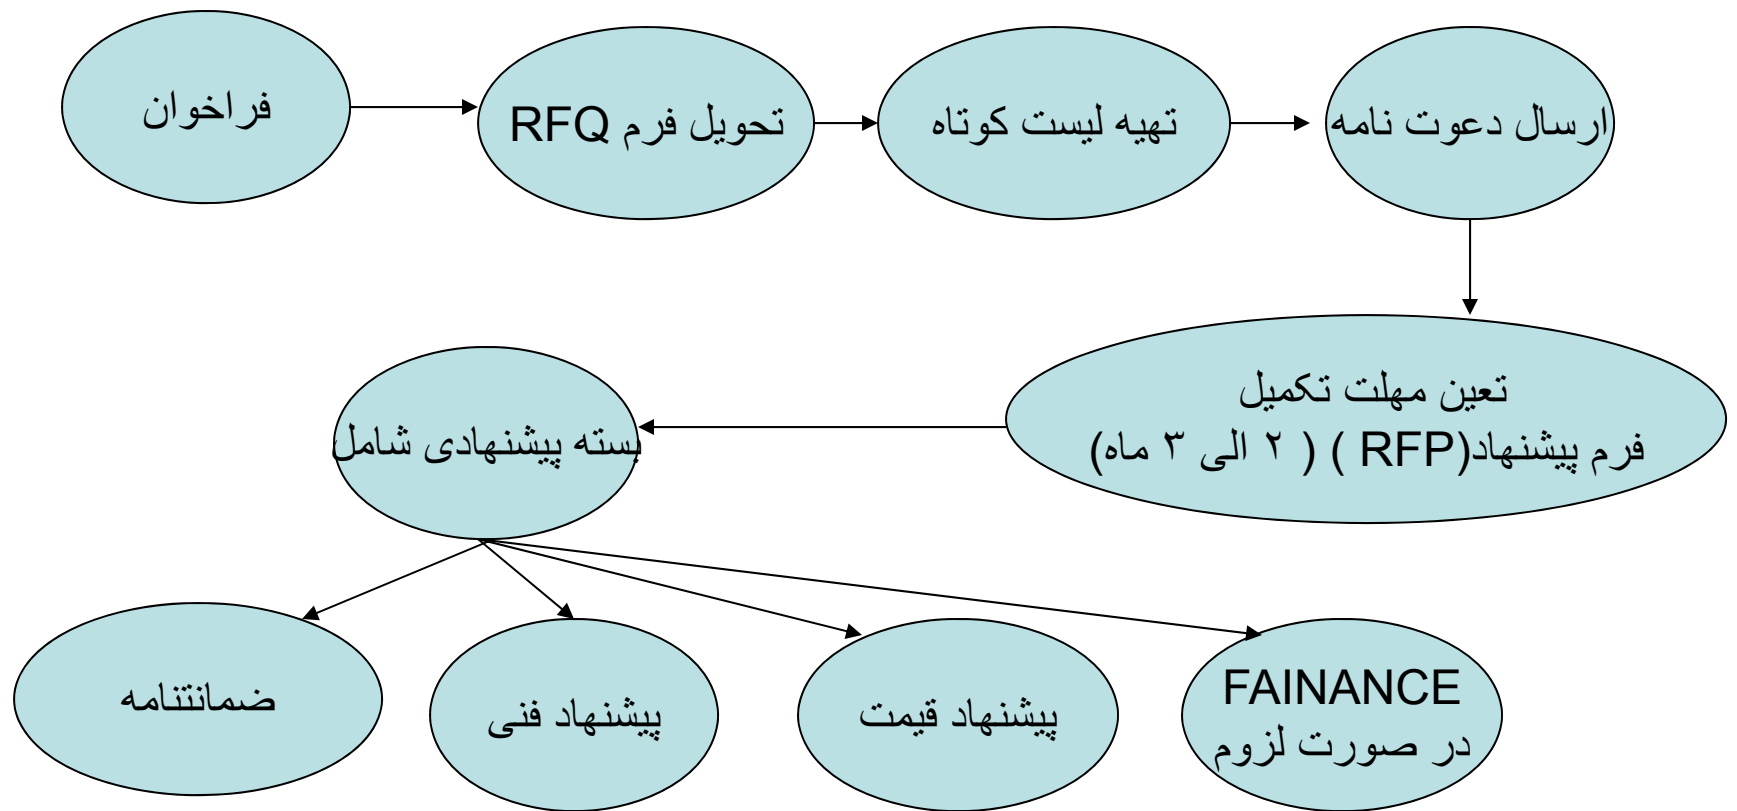 فراخوان
تحویل فرم RFQ
تهیه لیست کوتاه
ارسال دعوت نامه
تعین مهلت تکمیل
فرم پیشنهاد(RFP ) ( ۲ الی ۳ ماه)
بسته پیشنهادی شامل
ضمانتنامه
پیشنهاد فنی
پیشنهاد قیمت
FAINANCE
در صورت لزوم